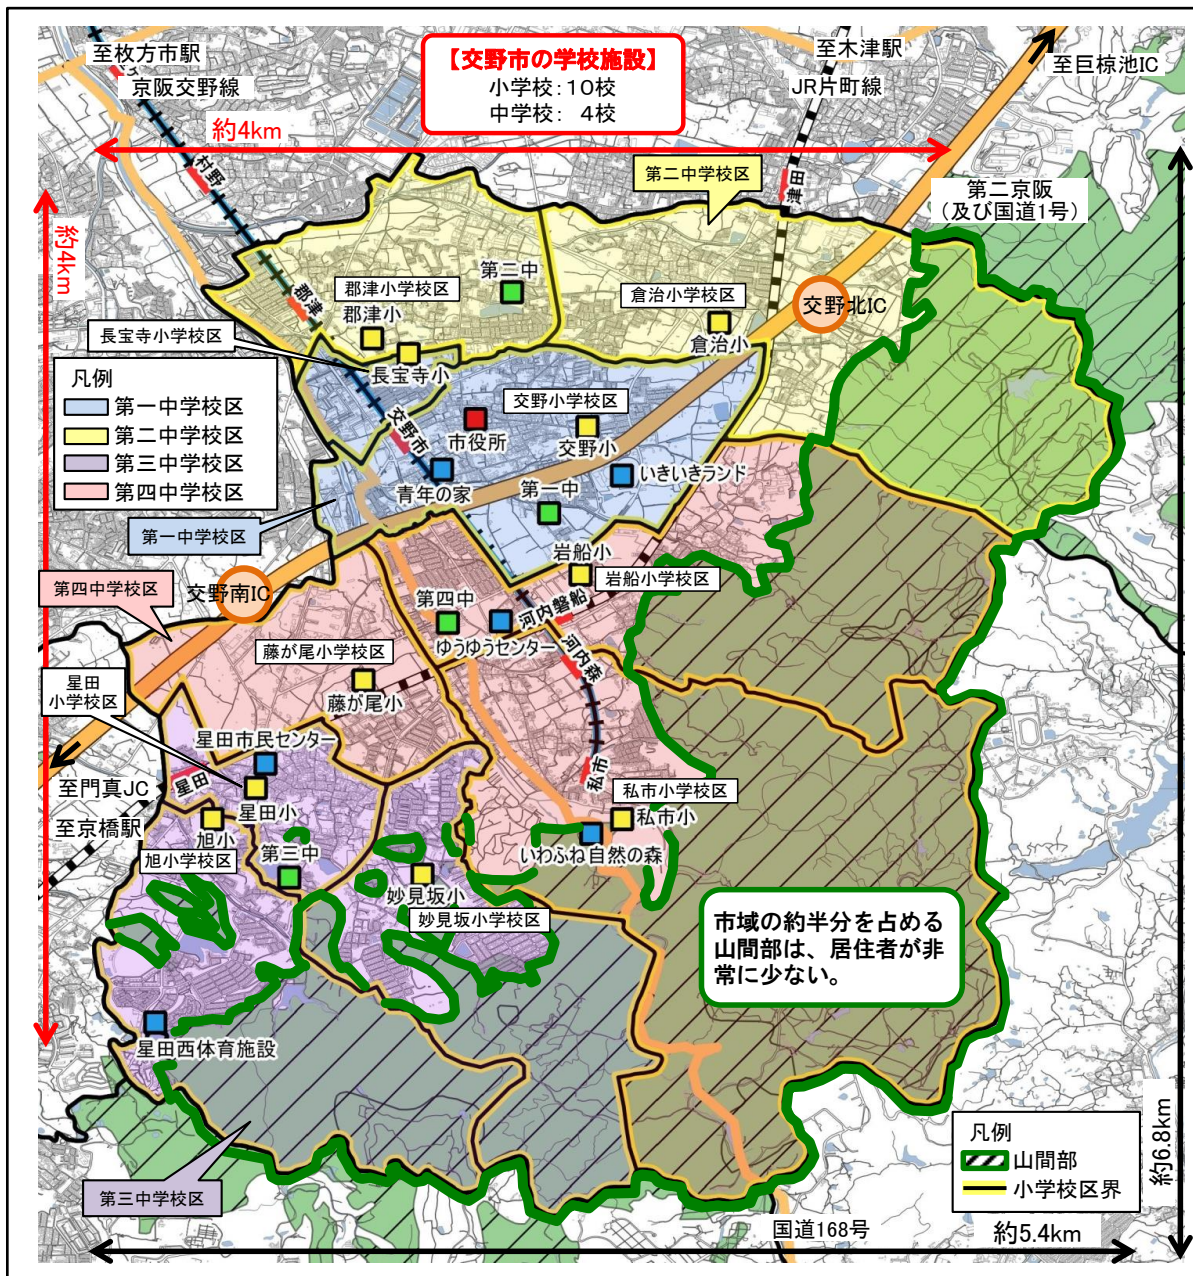 至枚方市駅
京阪交野線
【交野市の学校施設】
小学校：１０校
中学校： ４校
至木津駅
JR片町線
至巨椋池IC
約4km
村野
第二中学校区
津田
第二京阪
（及び国道1号）
約4km
郡津
郡津小学校区
郡津小
第二中
倉治小学校区
倉治小
交野北IC
長宝寺小学校区
長宝寺小
凡例
第一中学校区
第二中学校区
第三中学校区
第四中学校区
交野市
市役所
交野小学校区
交野小
青年の家
いきいきランド
第一中
第一中学校区
岩船小
岩船小学校区
第四中学校区
交野南IC
第四中
ゆうゆうセンター
河内磐船
河内森
藤が尾小学校区
藤が尾小
星田
小学校区
星田市民センター
星田
至門真JC
星田小
私市
私市小学校区
私市小
至京橋駅
旭小
旭小学校区
第三中
いわふね自然の森
妙見坂小
妙見坂小学校区
市域の約半分を占める
山間部は、居住者が非
常に少ない。
星田西体育施設
第三中学校区
凡例
山間部
小学校区界
約6.8km
国道168号
約5.4km